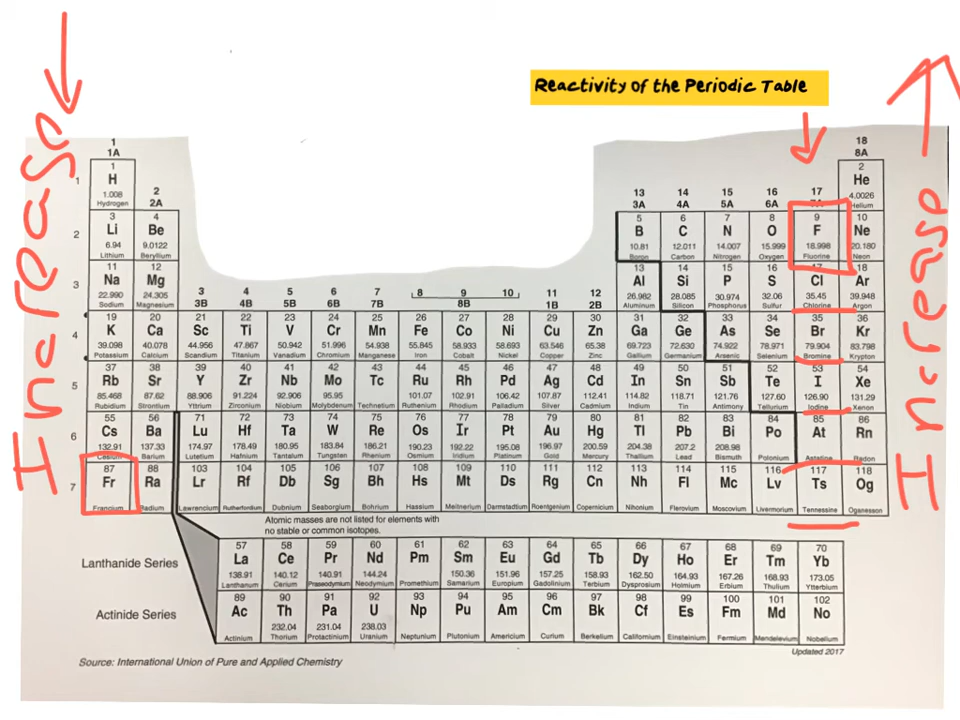 Reactivity of the Periodic Table
Increase
Increase
1 18
1A 8A
1 2
1 H He
1.008 4.0026
Hydrogen 2 13 14 15 16 17 Helium
2A 3A 4A 5A 6A
3 4 5 6 7 8 9 10
2 Li Be B C N O F Ne
6.94 9.0122 10.81 12.011 14.007 15.999 18.998 20.180
Lithium Beryllium Boron Carbon Nitrogen Oxygen Fluorine Neon
11 12 13 14 15 16 17 18
3 Na Mg Al Si P S Cl Ar
22.990 24.305 3 4 5 6 7 8 9 10 11 12 26.982 28.085 30.974 32.06 35.45 39.948
Sodium Magnesium 3B 4B 5B 6B 7B 8B 1B 2B Aluminum Silicon Phosphorus Sulfur Chlorine Argon
19 20 21 22 23 24 25 26 27 28 29 30 31 32 33 34 35 36
4 K Ca Sc Ti V Cr Mn Fe Co Ni Cu Zn Ga Ge As Se Br Kr
39.098 40.078 44.956 47.867 50.942 51.996 54.938 55.845 58.933 58.693 63.546 65.38 69.723 72.630 74.922 78.971 79.904 83.798
Potassium Calcium Scandium Titanium Vanadium Chromium Manganese Iron Cobalt Nickel Copper Zinc Gallium Germanium Arsenic Selenium Bromine Krypton
37 38 39 40 41 42 43 44 45 46 47 48 49 50 51 52 53 54
5 Rb Sr Y Zr Nb Mo Tc Ru Rh Pd Ag Cd In Sn Sb Te I Xe
85.468 87.62 88.906 91.224 92.906 95.95 101.07 102.91 106.42 107.87 112.41 114.82 118.71 121.76 127.60 126.90 131.29
Rubidium Strontium Yttrium Zirconium Niobium Molybdenum Technetium Ruthenium Rhodium Palladium Silver Cadmium Indium Tin Antimony Tellurium Iodine Xenon
55 56 71 72 73 74 75 76 77 78 79 80 81 82 83 84 85 86
6 Cs Ba Lu Hf Ta W Re Os Ir Pt Au Hg Tl Pb Bi Po At Rn
132.91 137.33 174.97 178.49 180.95 183.84 186.21 190.23 192.22 195.08 196.97 200.59 204.38 207.2 208.98
Cesium Barium Lutetium Hafnium Tantalum Tungsten Rhenium Osmium Iridium Platinum Gold Mercury Thallium Lead Bismuth Polonium Astatine Radon
87 88 103 104 105 106 107 108 109 110 111 112 113 114 115 116 117 118
7 Fr Ra Lr Rf Db Sg Bh Hs Mt Ds Rg Cn Nh Fl Mc Lv Ts Og
Francium Radium Lawrencium Rutherfordium Dubnium Seaborgium Bohrium Hassium Meitnerium Darmstadtium Roentgenium Copernicium Nihonium Flerovium Moscovium Livermorium Tennessine Oganesson
Atomic masses are not listed for elements with
no stable or common isotopes.
57 58 59 60 61 62 63 64 65 66 67 68 69 70
Lanthanide Series La Ce Pr Nd Pm Sm Eu Gd Tb Dy Ho Er Tm Yb
138.91 140.12 140.91 144.24 150.36 151.96 157.25 158.93 162.50 164.93 167.26 168.93 173.05
Lanthanum Cerium Praseodymium Neodymium Promethium Samarium Europium Gadolinium Terbium Dysprosium Holmium Erbium Thulium Ytterbium
89 90 91 92 93 94 95 96 97 98 99 100 101 102
Actinide Series Ac Th Pa U Np Pu Am Cm Bk Cf Es Fm Md No
232.04 231.04 238.03
Actinium Thorium Protactinium Uranium Neptunium Plutonium Americium Curium Berkelium Californium Einsteinium Fermium Mendelevium Nobelium
Updated 2017
Source: International Union of Pure and Applied Chemistry